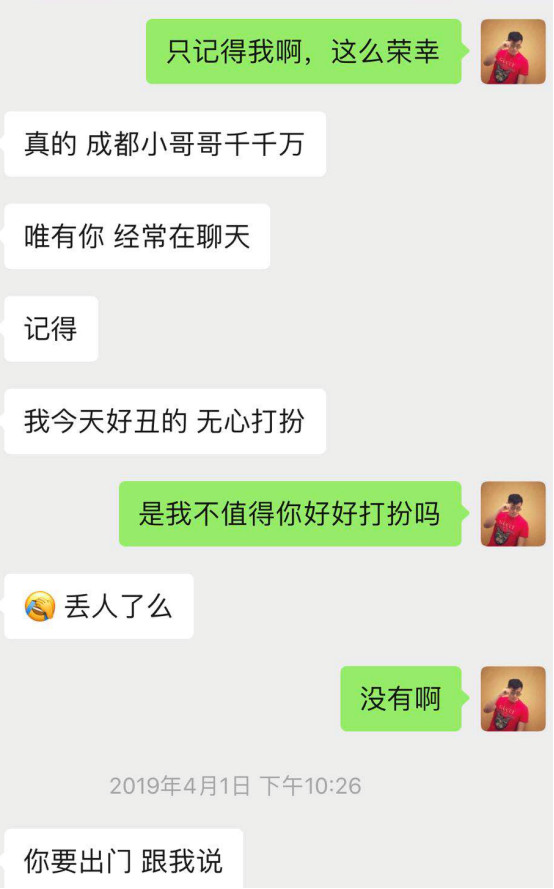 只记得我啊，这么荣幸
真的 成都小哥哥千千万
唯有你 经常在聊天
记得
我今天好丑的 无心打扮
是我不值得你好好打扮吗
🤣 丢人了么
没有啊
2019年4月1日 下午10:26
你要出门 跟我说